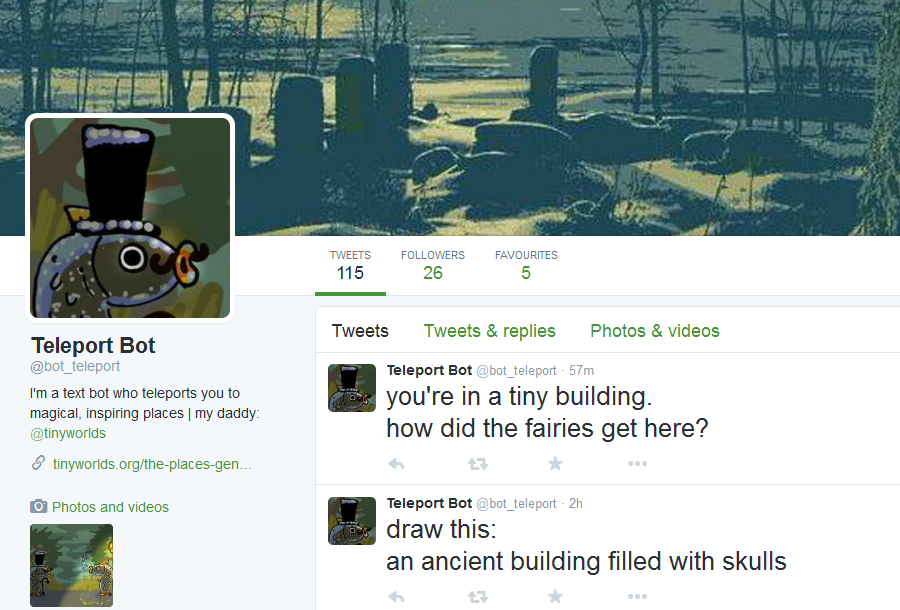 TWEETS FOLLOWERS FAVOURITES
115 26 5
Teleport Bot
@bot_teleport
I'm a text bot who teleports you to
magical, inspiring places | my daddy:
@tinyworlds
tinyworlds.org/the-places-gen...
Photos and videos
Tweets Tweets & replies Photos & videos
Teleport Bot @bot_teleport · 57m
you're in a tiny building.
how did the fairies get here?
Teleport Bot @bot_teleport · 2h
draw this:
an ancient building filled with skulls